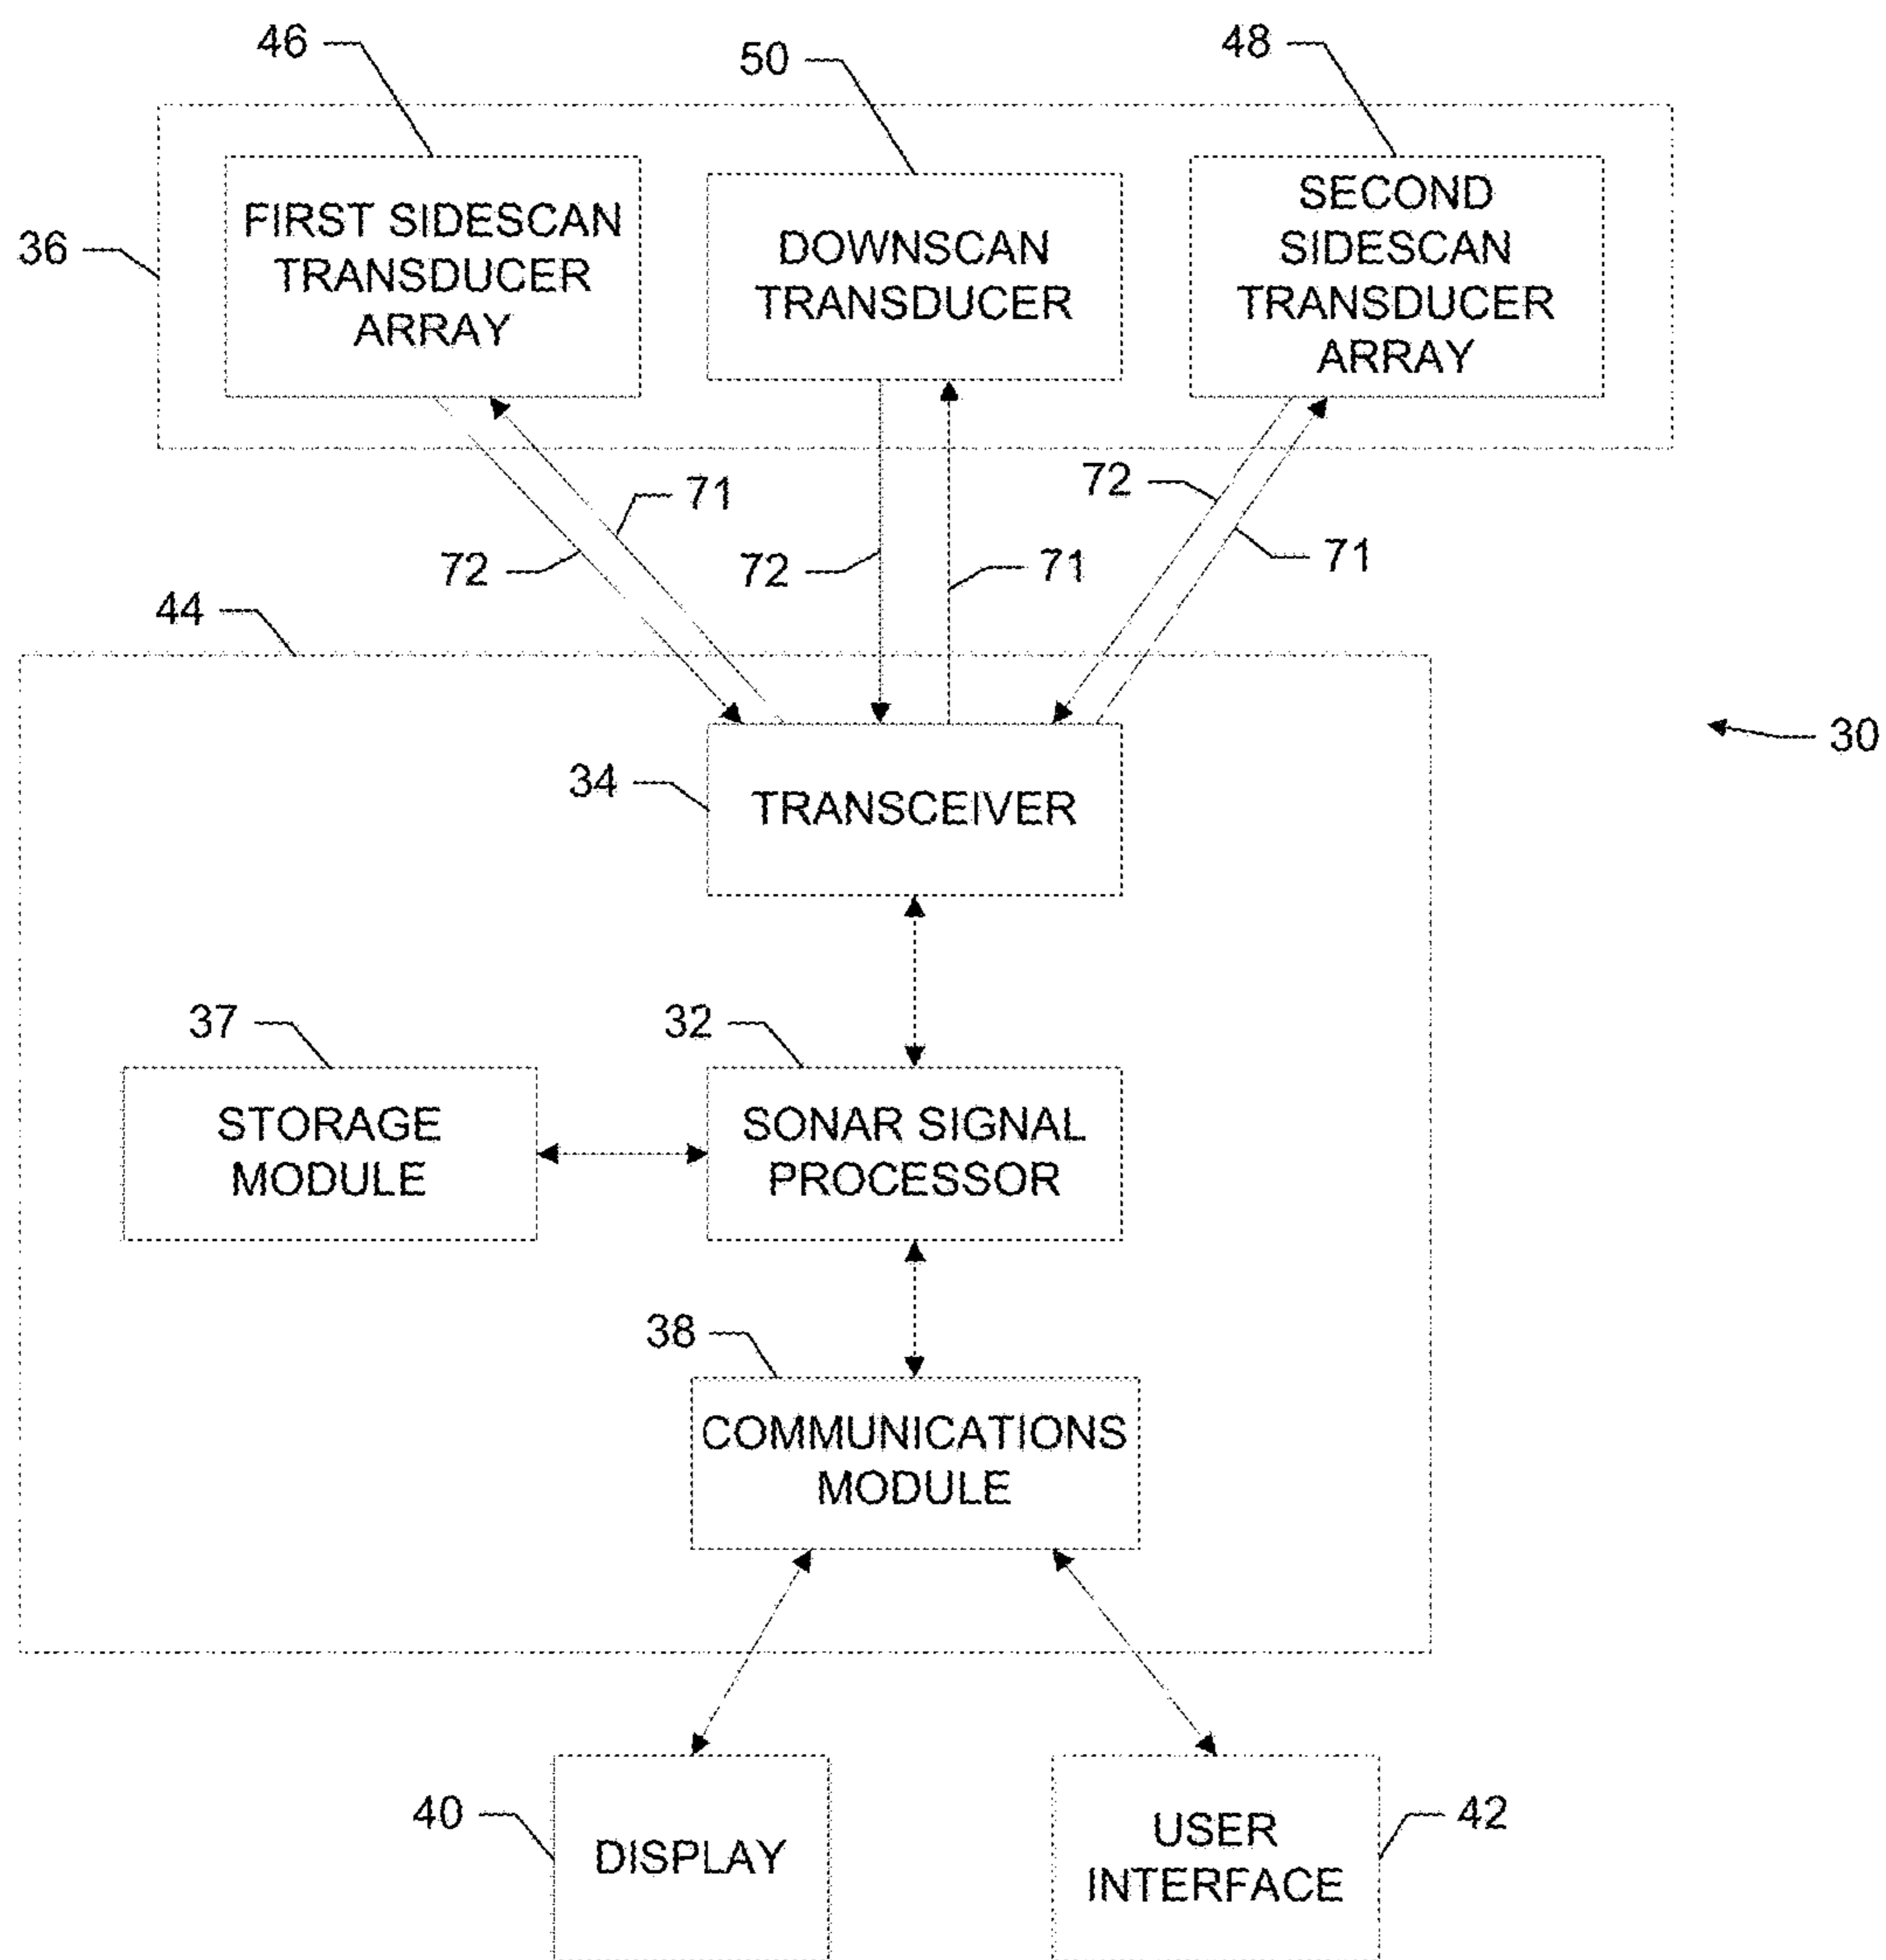 46
50
48
36
FIRST SIDESCAN
TRANSDUCER
ARRAY
DOWNSCAN
TRANSDUCER
SECOND
SIDESCAN
TRANSDUCER
ARRAY
72
71
72
71
72
71
44
30
34
TRANSCEIVER
37
32
STORAGE
MODULE
SONAR SIGNAL
PROCESSOR
38
COMMUNICATIONS
MODULE
40
DISPLAY
USER
INTERFACE
42